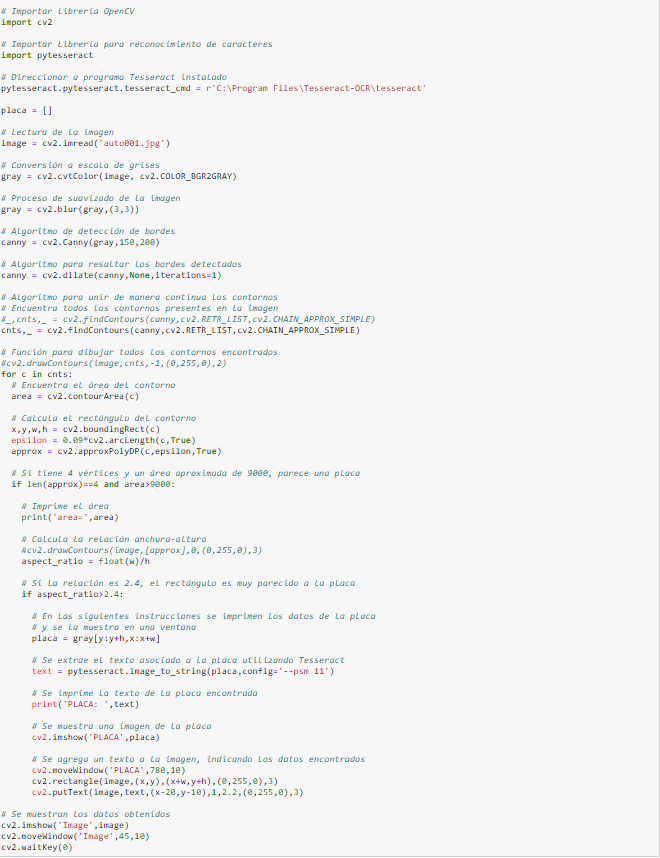 # Importar Librería OpenCV
import cv2

# Importar Librería para reconocimiento de caracteres
import pytesseract

# Direccionar a programa Tesseract instalado
pytesseract.pytesseract.tesseract_cmd = r'C:\Program Files\Tesseract-OCR\tesseract'

placa = []

# Lectura de la imagen
image = cv2.imread('auto001.jpg')

# Conversión a escala de grises
gray = cv2.cvtColor(image, cv2.COLOR_BGR2GRAY)

# Proceso de suavizado de la imagen
gray = cv2.blur(gray,(3,3))

# Algoritmo de detección de bordes
canny = cv2.Canny(gray,150,200)

# Algoritmo para resaltar los bordes detectados
canny = cv2.dilate(canny,None,iterations=1)

# Algoritmo para unir de manera continua los contornos
# Encuentra todos los contornos presentes en la imagen
#_,cnts,_ = cv2.findContours(canny,cv2.RETR_LIST,cv2.CHAIN_APPROX_SIMPLE)
cnts,_ = cv2.findContours(canny,cv2.RETR_LIST,cv2.CHAIN_APPROX_SIMPLE)

# Función para dibujar todos los contornos encontrados
#cv2.drawContours(image,cnts,-1,(0,255,0),2)
for c in cnts:
  # Encuentra el área del contorno
  area = cv2.contourArea(c)

  # Calcula el rectángulo del contorno
  x,y,w,h = cv2.boundingRect(c)
  epsilon = 0.09*cv2.arcLength(c,True)
  approx = cv2.approxPolyDP(c,epsilon,True)

  # Si tiene 4 vértices y un área aproximada de 9000, parece una placa
  if len(approx)==4 and area>9000:

    # Imprime el área
    print('area=',area)

    # Calcula la relación anchura-altura
    #cv2.drawContours(image,[approx],0,(0,255,0),3)
    aspect_ratio = float(w)/h

    # Si la relación es 2.4, el rectángulo es muy parecido a la placa
    if aspect_ratio>2.4:

      # En las siguientes instrucciones se imprimen los datos de la placa
      # y se la muestra en una ventana
      placa = gray[y:y+h,x:x+w]

      # Se extrae el texto asociado a la placa utilizando Tesseract
      text = pytesseract.image_to_string(placa,config='--psm 11')

      # Se imprime la texto de la placa encontrada
      print('PLACA: ',text)

      # Se muestra una imagen de la placa
      cv2.imshow('PLACA',placa)

      # Se agrega un texto a la imagen, indicando los datos encontrados
      cv2.moveWindow('PLACA',780,10)
      cv2.rectangle(image,(x,y),(x+w,y+h),(0,255,0),3)
      cv2.putText(image,text,(x-20,y-10),1,2.2,(0,255,0),3)

# Se muestran los datos obtenidos
cv2.imshow('Image',image)
cv2.moveWindow('Image',45,10)
cv2.waitKey(0)